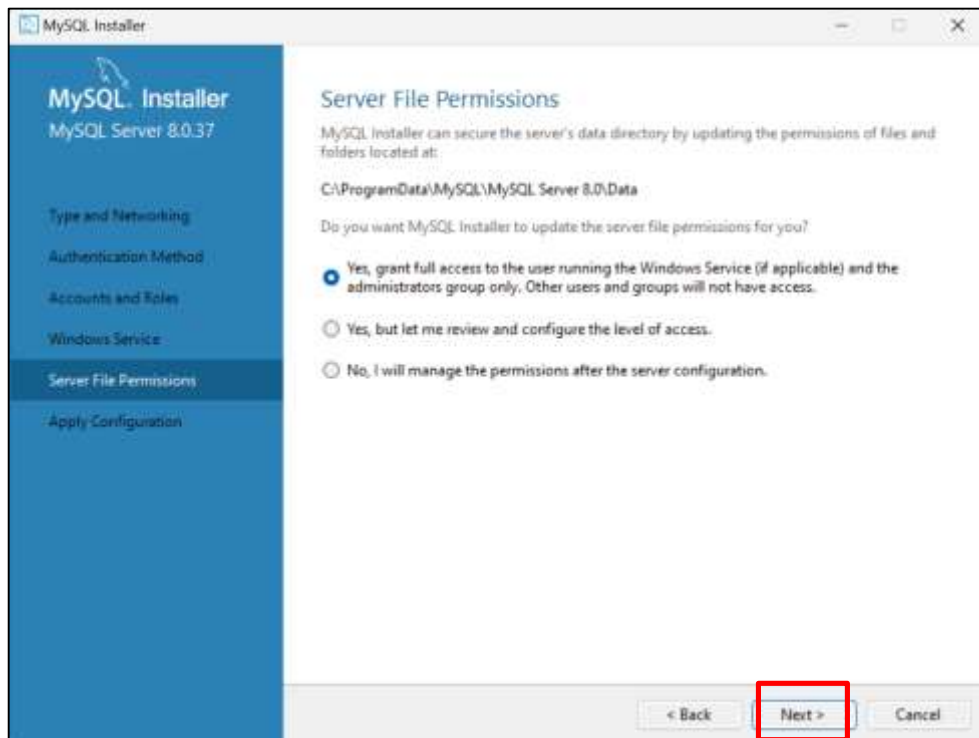 MySQL Installer
MySQL. Installer
MySQL Server 8.0.37
Type and Networking
Authentication Method
Accounts and Roles
Windows Service
Server File Permissions
Apply Configuration
Server File Permissions
MySQL Installer can secure the server's data directory by updating the permissions of files and
folders located at:
C:\ProgramData\MySQL\MySQL Server 8.0\Data
Do you want MySQL Installer to update the server file permissions for you?
Yes, grant full access to the user running the Windows Service (if applicable) and the
administrators group only. Other users and groups will not have access.
Yes, but let me review and configure the level of access.
No, I will manage the permissions after the server configuration.
< Back
Next >
Cancel